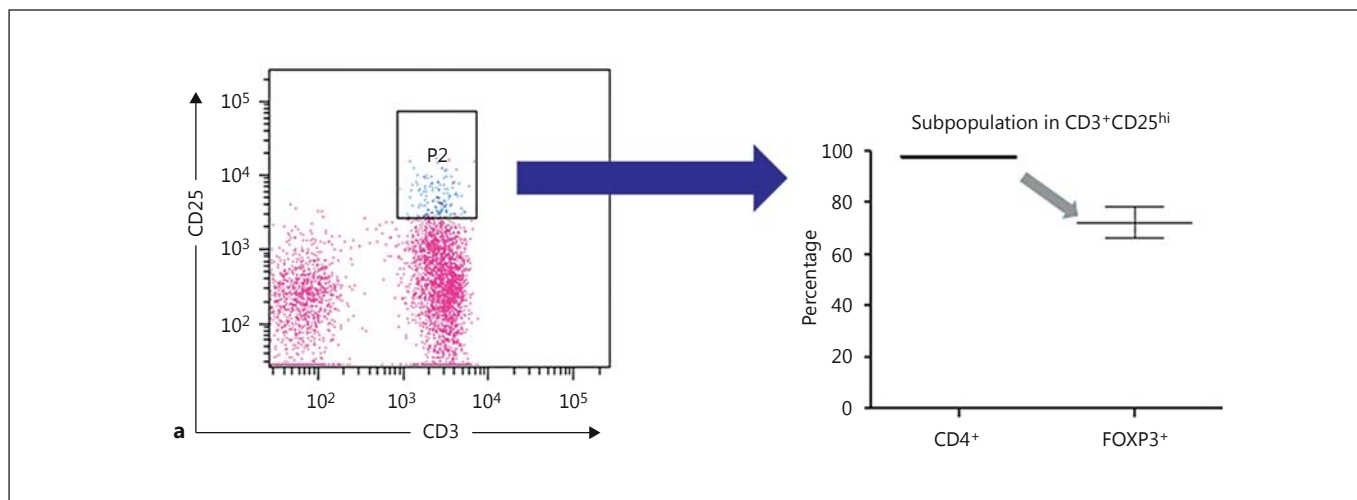 10⁵
10⁴
10³
10²
CD25
P2
10² 10³ 10⁴ 10⁵
a
CD3
Subpopulation in CD3⁺CD25ʰⁱ
100
80
60
40
20
0
Percentage
CD4⁺ FOXP3⁺